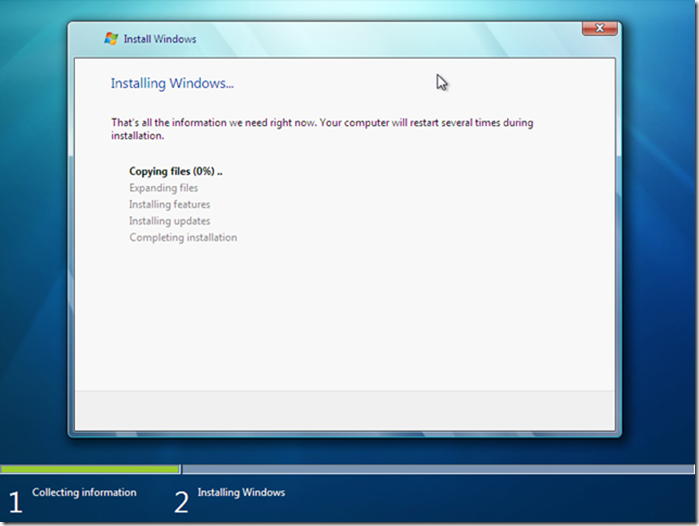 Install Windows
Installing Windows...
That's all the information we need right now. Your computer will restart several times during
installation.
Copying files (0%) ..
Expanding files
Installing features
Installing updates
Completing installation
1 Collecting information
2 Installing Windows